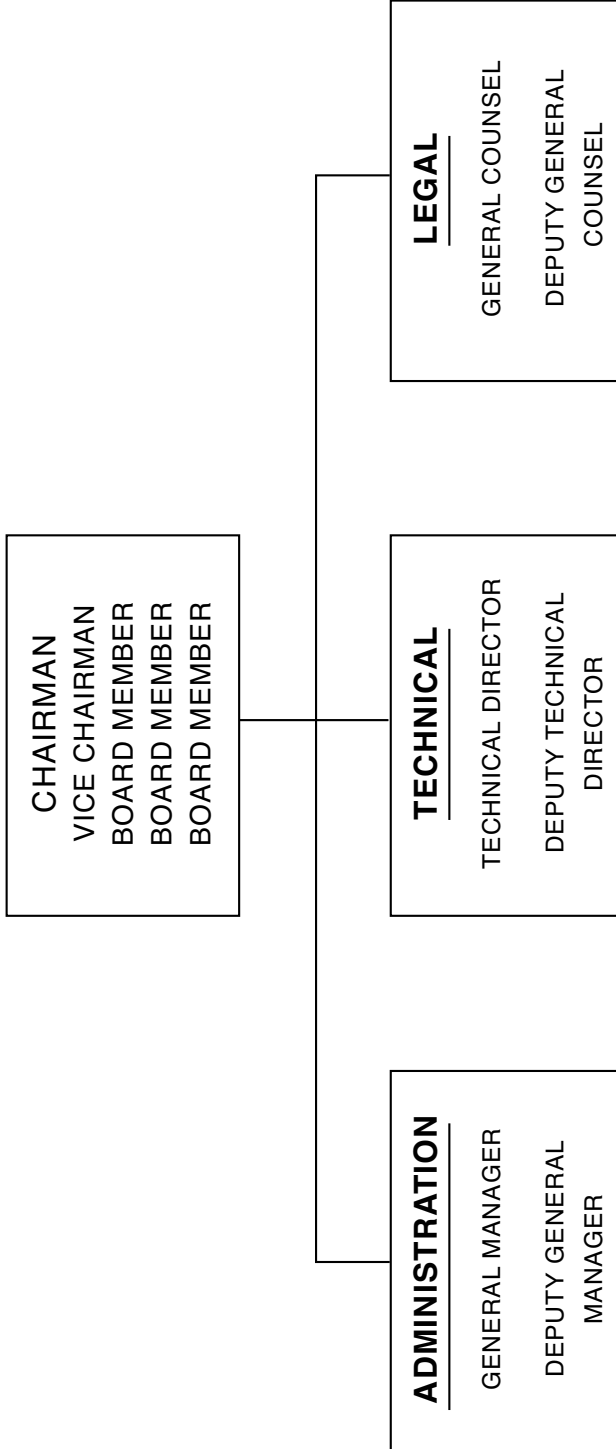 CHAIRMAN
VICE CHAIRMAN
BOARD MEMBER
BOARD MEMBER
BOARD MEMBER
ADMINISTRATION
GENERAL MANAGER
DEPUTY GENERAL
MANAGER
TECHNICAL
TECHNICAL DIRECTOR
DEPUTY TECHNICAL
DIRECTOR
LEGAL
GENERAL COUNSEL
DEPUTY GENERAL
COUNSEL